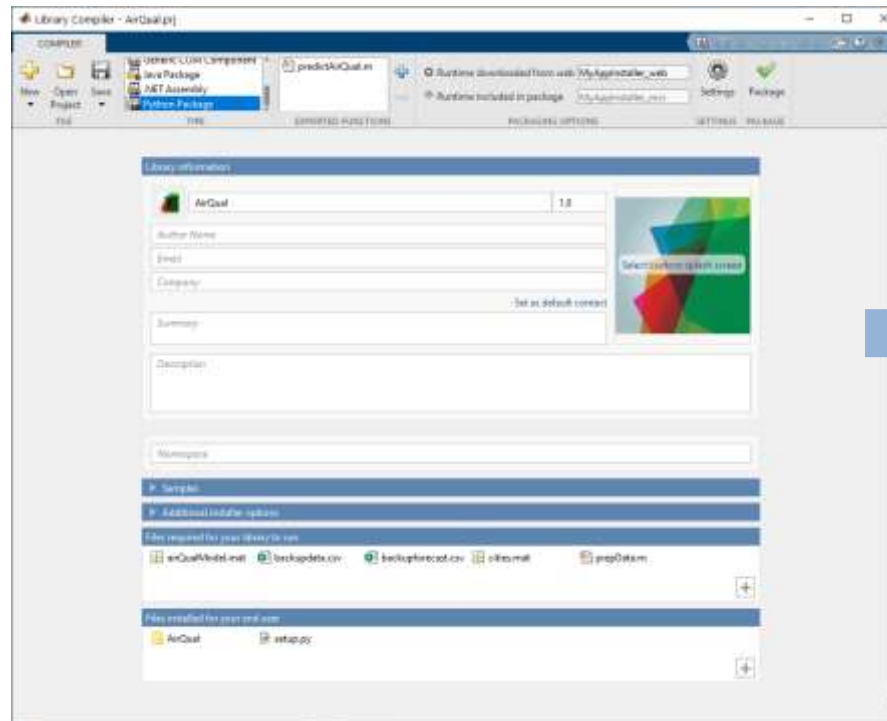 Library Compiler - AirQual.prj
COMPILER
New
Open Project
Save
FILE
Generic COM Component
Java Package
.NET Assembly
Python Package
TYPE
predictAirQual.m
EXPORTED FUNCTIONS
Runtime downloaded from web MyAppInstaller_web
Runtime included in package MyAppInstaller_mcr
PACKAGING OPTIONS
Settings
SETTINGS
Package
PACKAGE
Library information
AirQual 1.0
Author Name
Email
Company
Set as default contact
Summary
Select custom splash screen
Description
Namespace
Samples
Additional installer options
Files required for your library to run
airQualModel.mat backupdata.csv backupforecast.csv cities.mat prepData.m
Files installed for your end user
AirQual setup.py